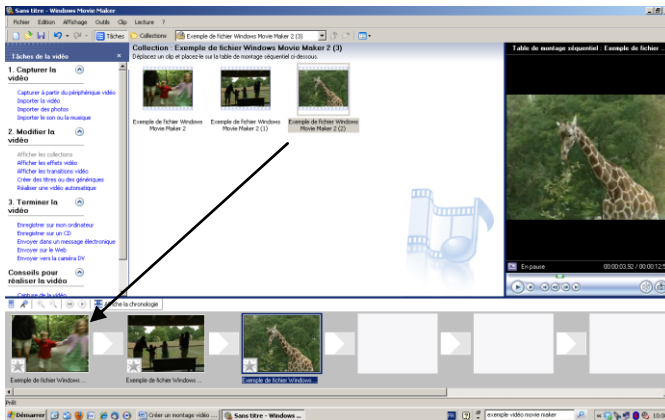 Sans titre - Windows Movie Maker
Fichier Edition Affichage Outils Clip Lecture ?
Tâches Collections Exemple de fichier Windows Movie Maker 2 (3)
Tâches de la vidéo
1. Capturer la
vidéo
Capturer à partir du périphérique vidéo
Importer la vidéo
Importer des photos
Importer le son ou la musique
2. Modifier la
vidéo
Afficher les collections
Afficher les effets vidéo
Afficher les transitions vidéo
Créer des titres ou des génériques
Réaliser une vidéo automatique
3. Terminer la
vidéo
Enregistrer sur mon ordinateur
Enregistrer sur un CD
Envoyer dans un message électronique
Envoyer sur le Web
Envoyer vers la caméra DV
Conseils pour
réaliser la vidéo
Capture de la vidéo
Collection : Exemple de fichier Windows Movie Maker 2 (3)
Déplacez un clip et placez-le sur la table de montage séquentiel ci-dessous.
Exemple de fichier Windows
Movie Maker 2
Exemple de fichier Windows
Movie Maker 2 (1)
Exemple de fichier Windows
Movie Maker 2 (2)
Table de montage séquentiel : Exemple de fichier ...
En pause
00:00:03,92 / 00:00:12,5
la chronologie
Exemple de fichier Windows ...
Exemple de fichier Windows ...
Exemple de fichier Windows ...
Prêt
Démarrer
Créer un montage vidéo ...
Sans titre - Windows ...
FR
exemple vidéo movie maker